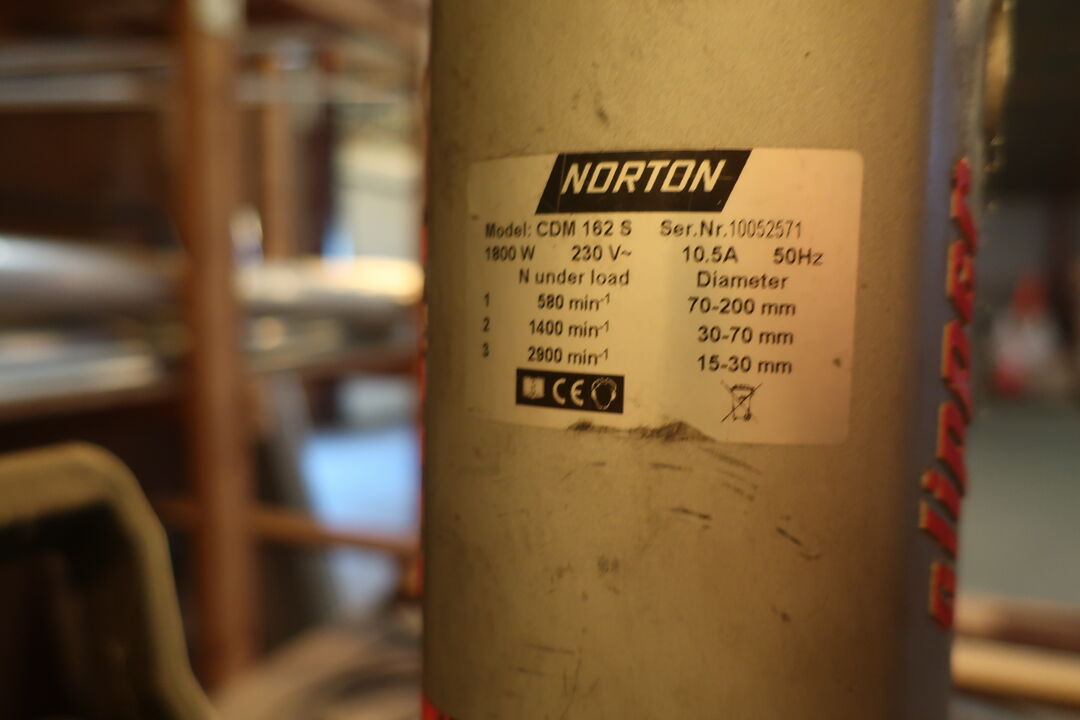 NORTON
Model: CDM 162 S Ser.Nr.10052571
1800 W 230 V~ 10.5A 50Hz
N under load Diameter
1 580 min-1 70-200 mm
2 1400 min-1 30-70 mm
3 2900 min-1 15-30 mm
CE